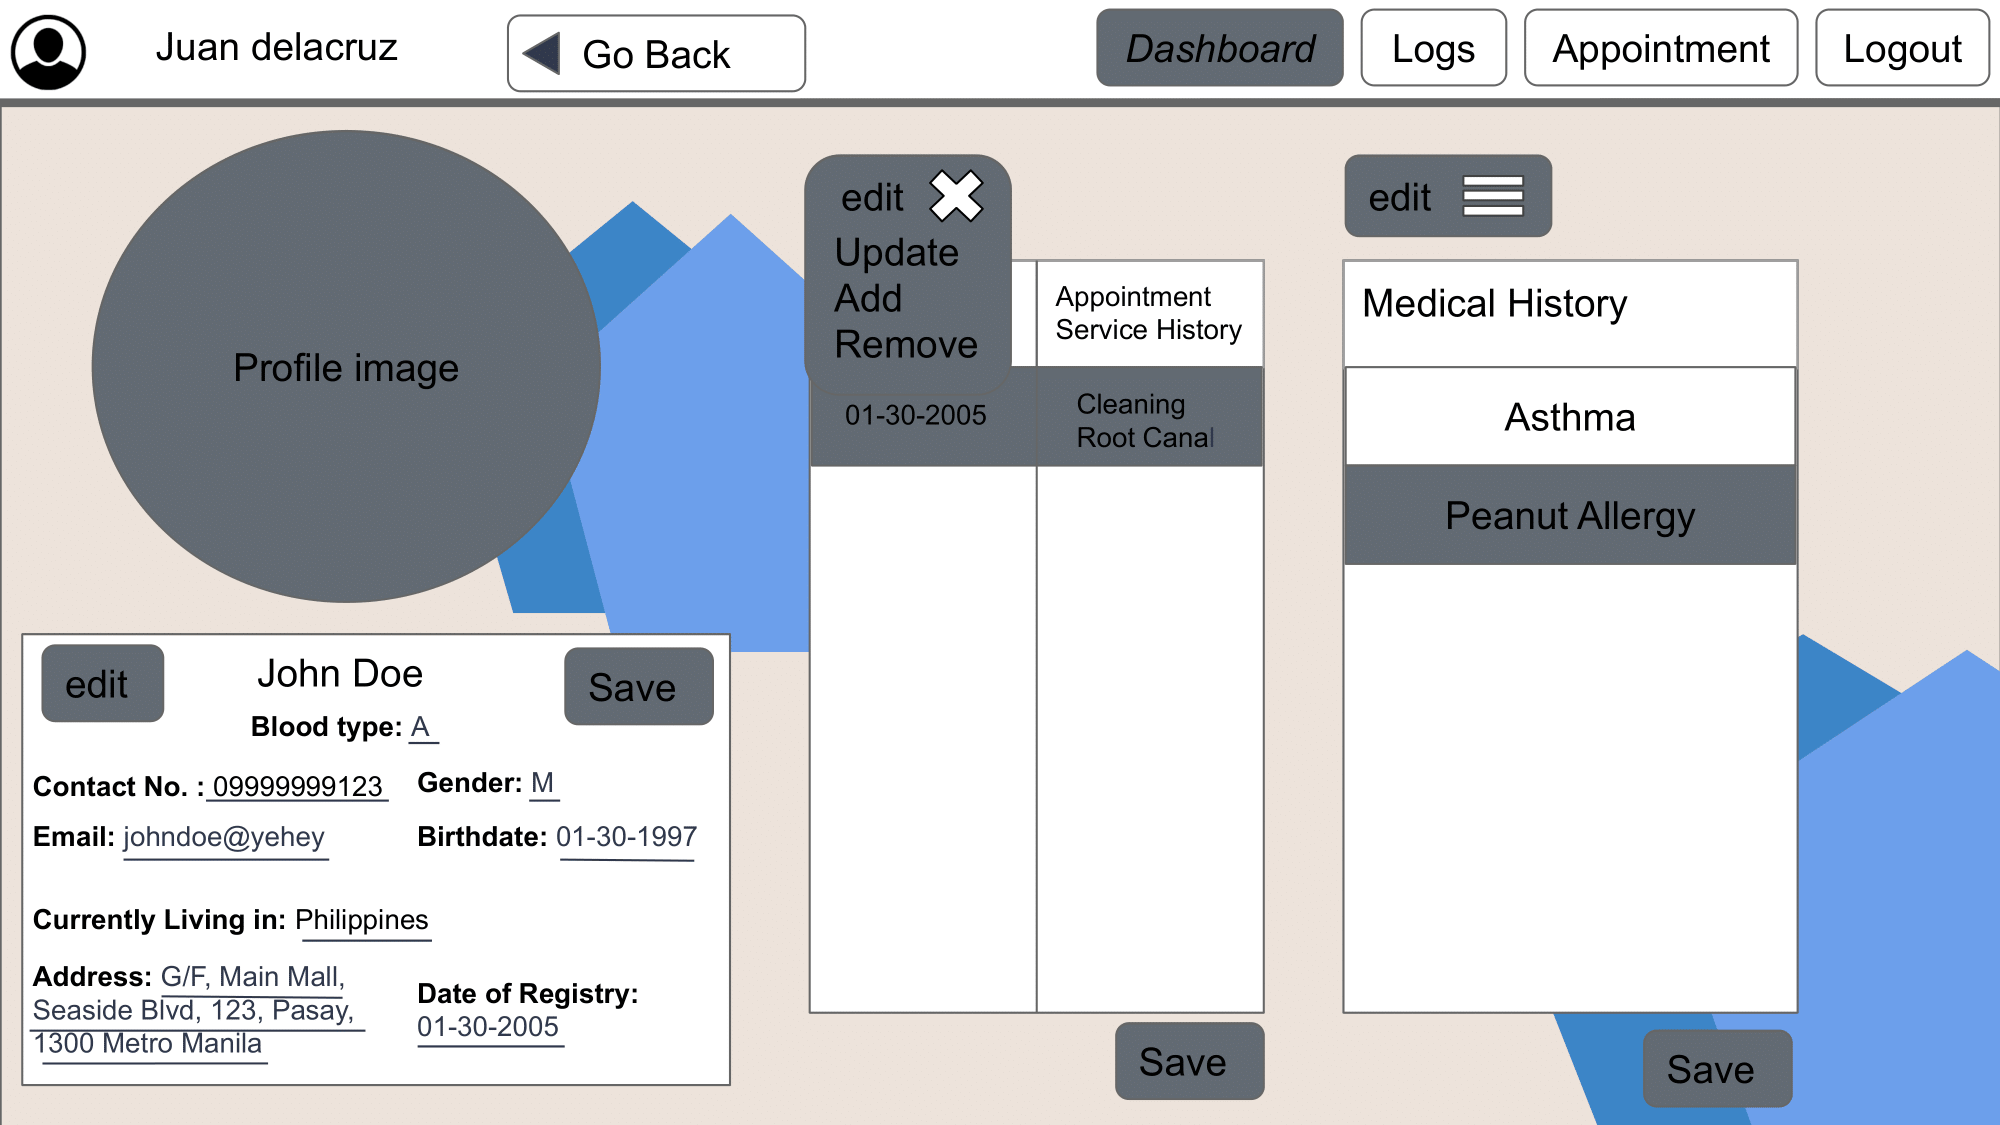 Juan delacruz
Go Back
Dashboard
Logs
Appointment
Logout
Profile image
edit
Update
Add
Remove
Appointment
Service History
01-30-2005
Cleaning
Root Canal
edit
Medical History
Asthma
Peanut Allergy
edit
John Doe
Save
Blood type: A
Contact No. : 09999999123
Gender: M
Email: johndoe@yehey
Birthdate: 01-30-1997
Currently Living in: Philippines
Address: G/F, Main Mall,
Seaside Blvd, 123, Pasay,
1300 Metro Manila
Date of Registry:
01-30-2005
Save
Save